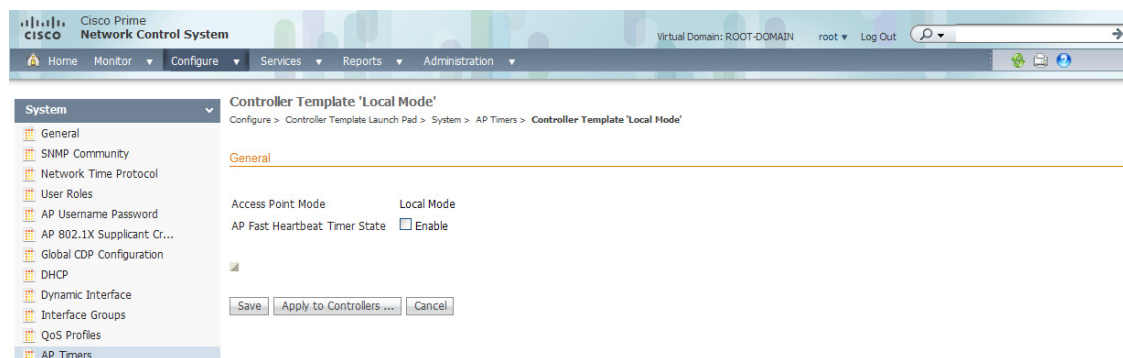 Cisco Prime
CISCO Network Control System
Virtual Domain: ROOT-DOMAIN root Log Out
Home Monitor Configure Services Reports Administration
System
General
SNMP Community
Network Time Protocol
User Roles
AP Username Password
AP 802.1X Supplicant Cr...
Global CDP Configuration
DHCP
Dynamic Interface
Interface Groups
QoS Profiles
AP Timers
Controller Template 'Local Mode'
Configure > Controller Template Launch Pad > System > AP Timers > Controller Template 'Local Mode'
General
Access Point Mode Local Mode
AP Fast Heartbeat Timer State Enable
Save Apply to Controllers ... Cancel